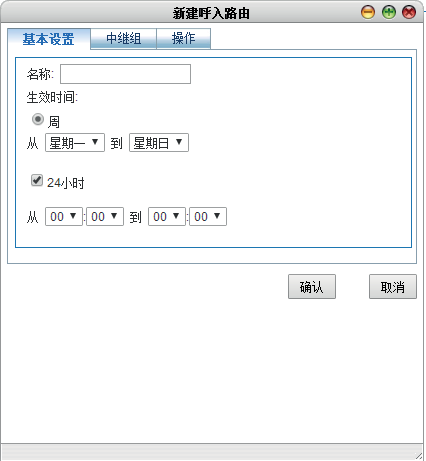 新建呼入路由
基本设置 中继组 操作
名称:
生效时间:
周
从 星期一 到 星期日
24小时
从 00 : 00 到 00 : 00
确认 取消